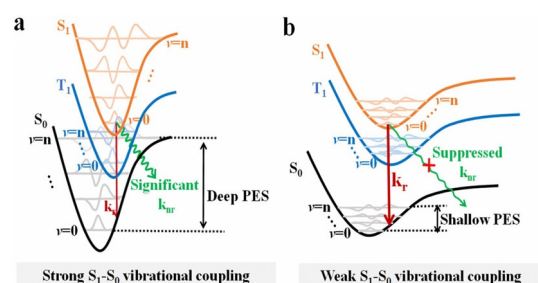 a
S1
ν=n
T1
S0
ν=n
ν=0
ν=n
ν=0
ν=0
Significant
knr
kr
Deep PES
Strong S1-S0 vibrational coupling
b
S1
ν=n
T1
ν=0
ν=n
ν=0
S0
Suppressed
knr
kr
ν=n
ν=0
Shallow PES
Weak S1-S0 vibrational coupling